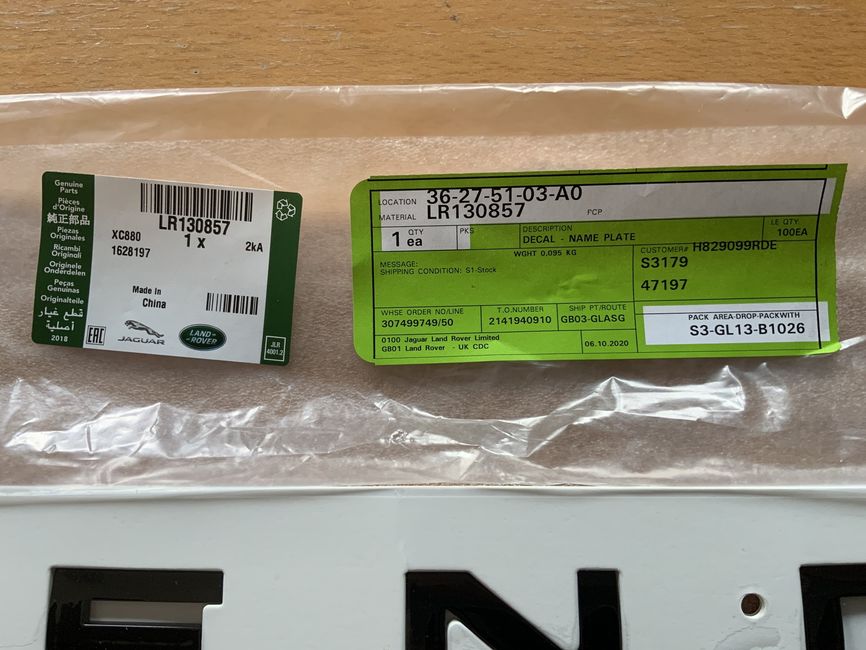 Genuine
Parts
Pièces
d'Origine
純正部品
Piezas
Originales
Ricambi
Originali
Originele
Onderdelen
Peças
Genuínas
Originalteile
قطع غيار
أصلية
2018
LR130857
1 x
XC880
2kA
1628197
Made In
China
EAC
JAGUAR
LAND-
ROVER
JLR
4001.2
LOCATION 36-27-51-03-A0
MATERIAL LR130857 FCP
1 QTY ea
PKS
DESCRIPTION
DECAL - NAME PLATE
LE QTY.
100EA
WGHT 0,095 KG
MESSAGE:
SHIPPING CONDITION: S1-Stock
CUSTOMER# H829099RDE
S3179
47197
WHSE ORDER NO/LINE
307499749/50
T.O.NUMBER
2141940910
SHIP PT/ROUTE
GB03-GLASG
PACK AREA-DROP-PACKWITH
S3-GL13-B1026
0100 Jaguar Land Rover Limited
GB01 Land Rover - UK CDC
06.10.2020
E N